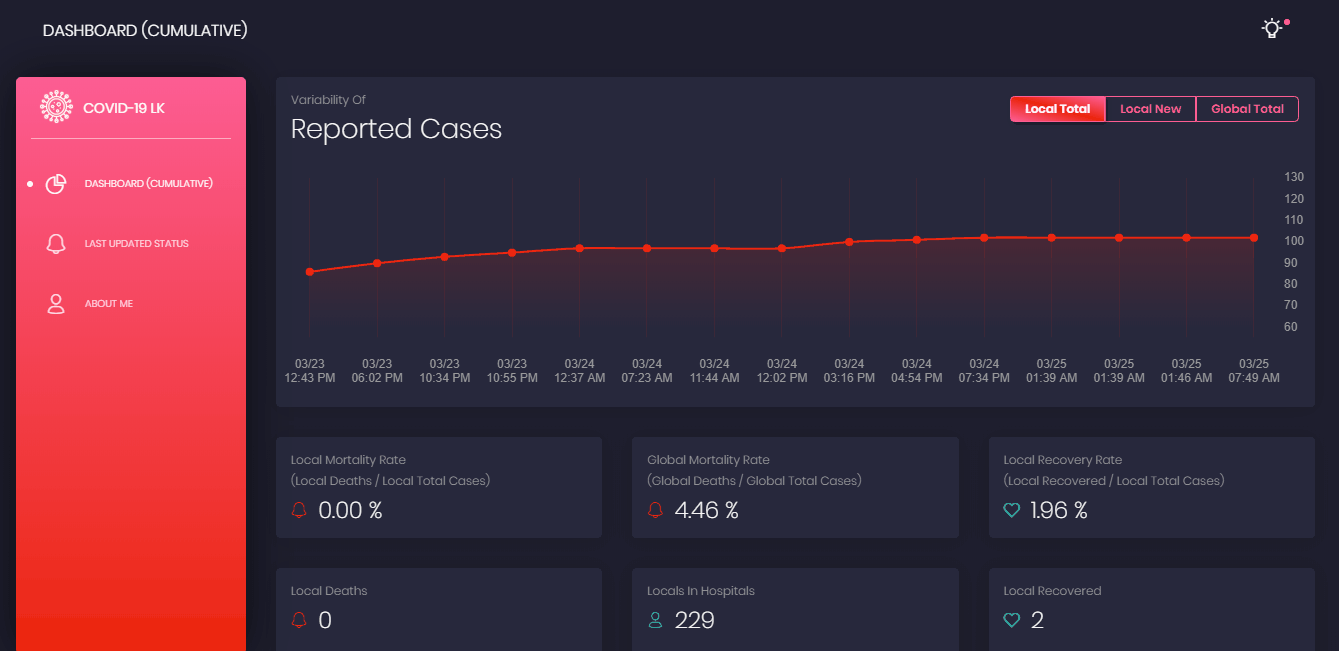 DASHBOARD (CUMULATIVE)
COVID-19 LK
DASHBOARD (CUMULATIVE)
LAST UPDATED STATUS
ABOUT ME
Variability Of
Reported Cases
Local Total Local New Global Total
130
120
110
100
90
80
70
60
03/23 03/23 03/23 03/23 03/24 03/24 03/24 03/24 03/24 03/24 03/24 03/25 03/25 03/25 03/25
12:43 PM 06:02 PM 10:34 PM 10:55 PM 12:37 AM 07:23 AM 11:44 AM 12:02 PM 03:16 PM 04:54 PM 07:34 PM 01:39 AM 01:39 AM 01:46 AM 07:49 AM
Local Mortality Rate
(Local Deaths / Local Total Cases)
0.00 %
Global Mortality Rate
(Global Deaths / Global Total Cases)
4.46 %
Local Recovery Rate
(Local Recovered / Local Total Cases)
1.96 %
Local Deaths
0
Locals In Hospitals
229
Local Recovered
2